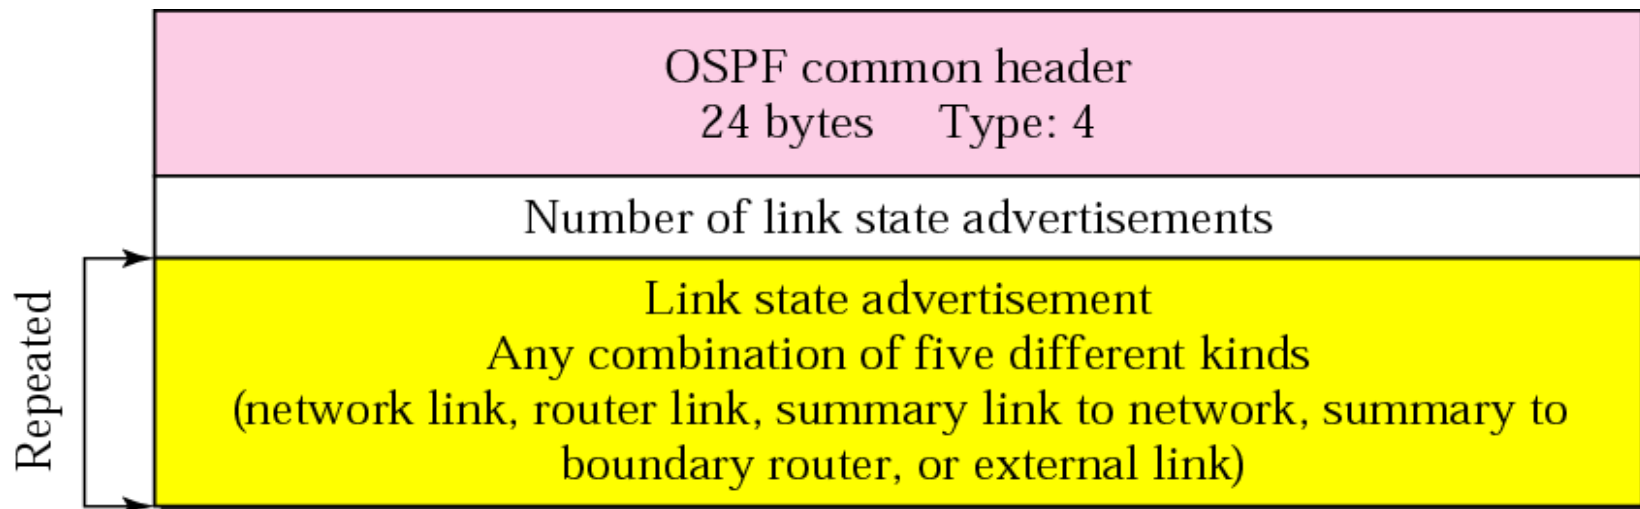 OSPF common header
24 bytes Type: 4
Number of link state advertisements
Repeated
Link state advertisement
Any combination of five different kinds
(network link, router link, summary link to network, summary to
boundary router, or external link)